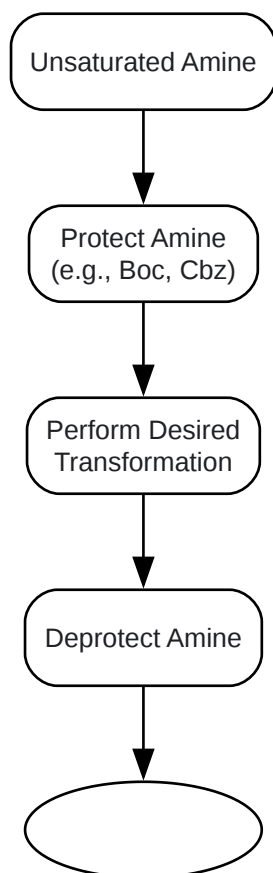 Unsaturated Amine
Protect Amine
(e.g., Boc, Cbz)
Perform Desired
Transformation
Deprotect Amine